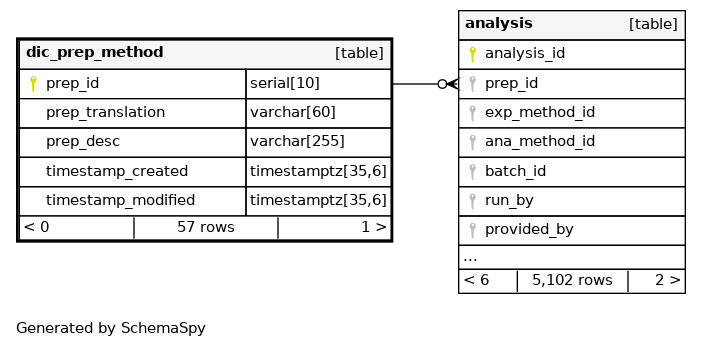 dic_prep_method [table]
prep_id serial[10]
prep_translation varchar[60]
prep_desc varchar[255]
timestamp_created timestamptz[35,6]
timestamp_modified timestamptz[35,6]
< 0 57 rows 1 >
analysis [table]
analysis_id
prep_id
exp_method_id
ana_method_id
batch_id
run_by
provided_by
...
< 6 5,102 rows 2 >
Generated by SchemaSpy